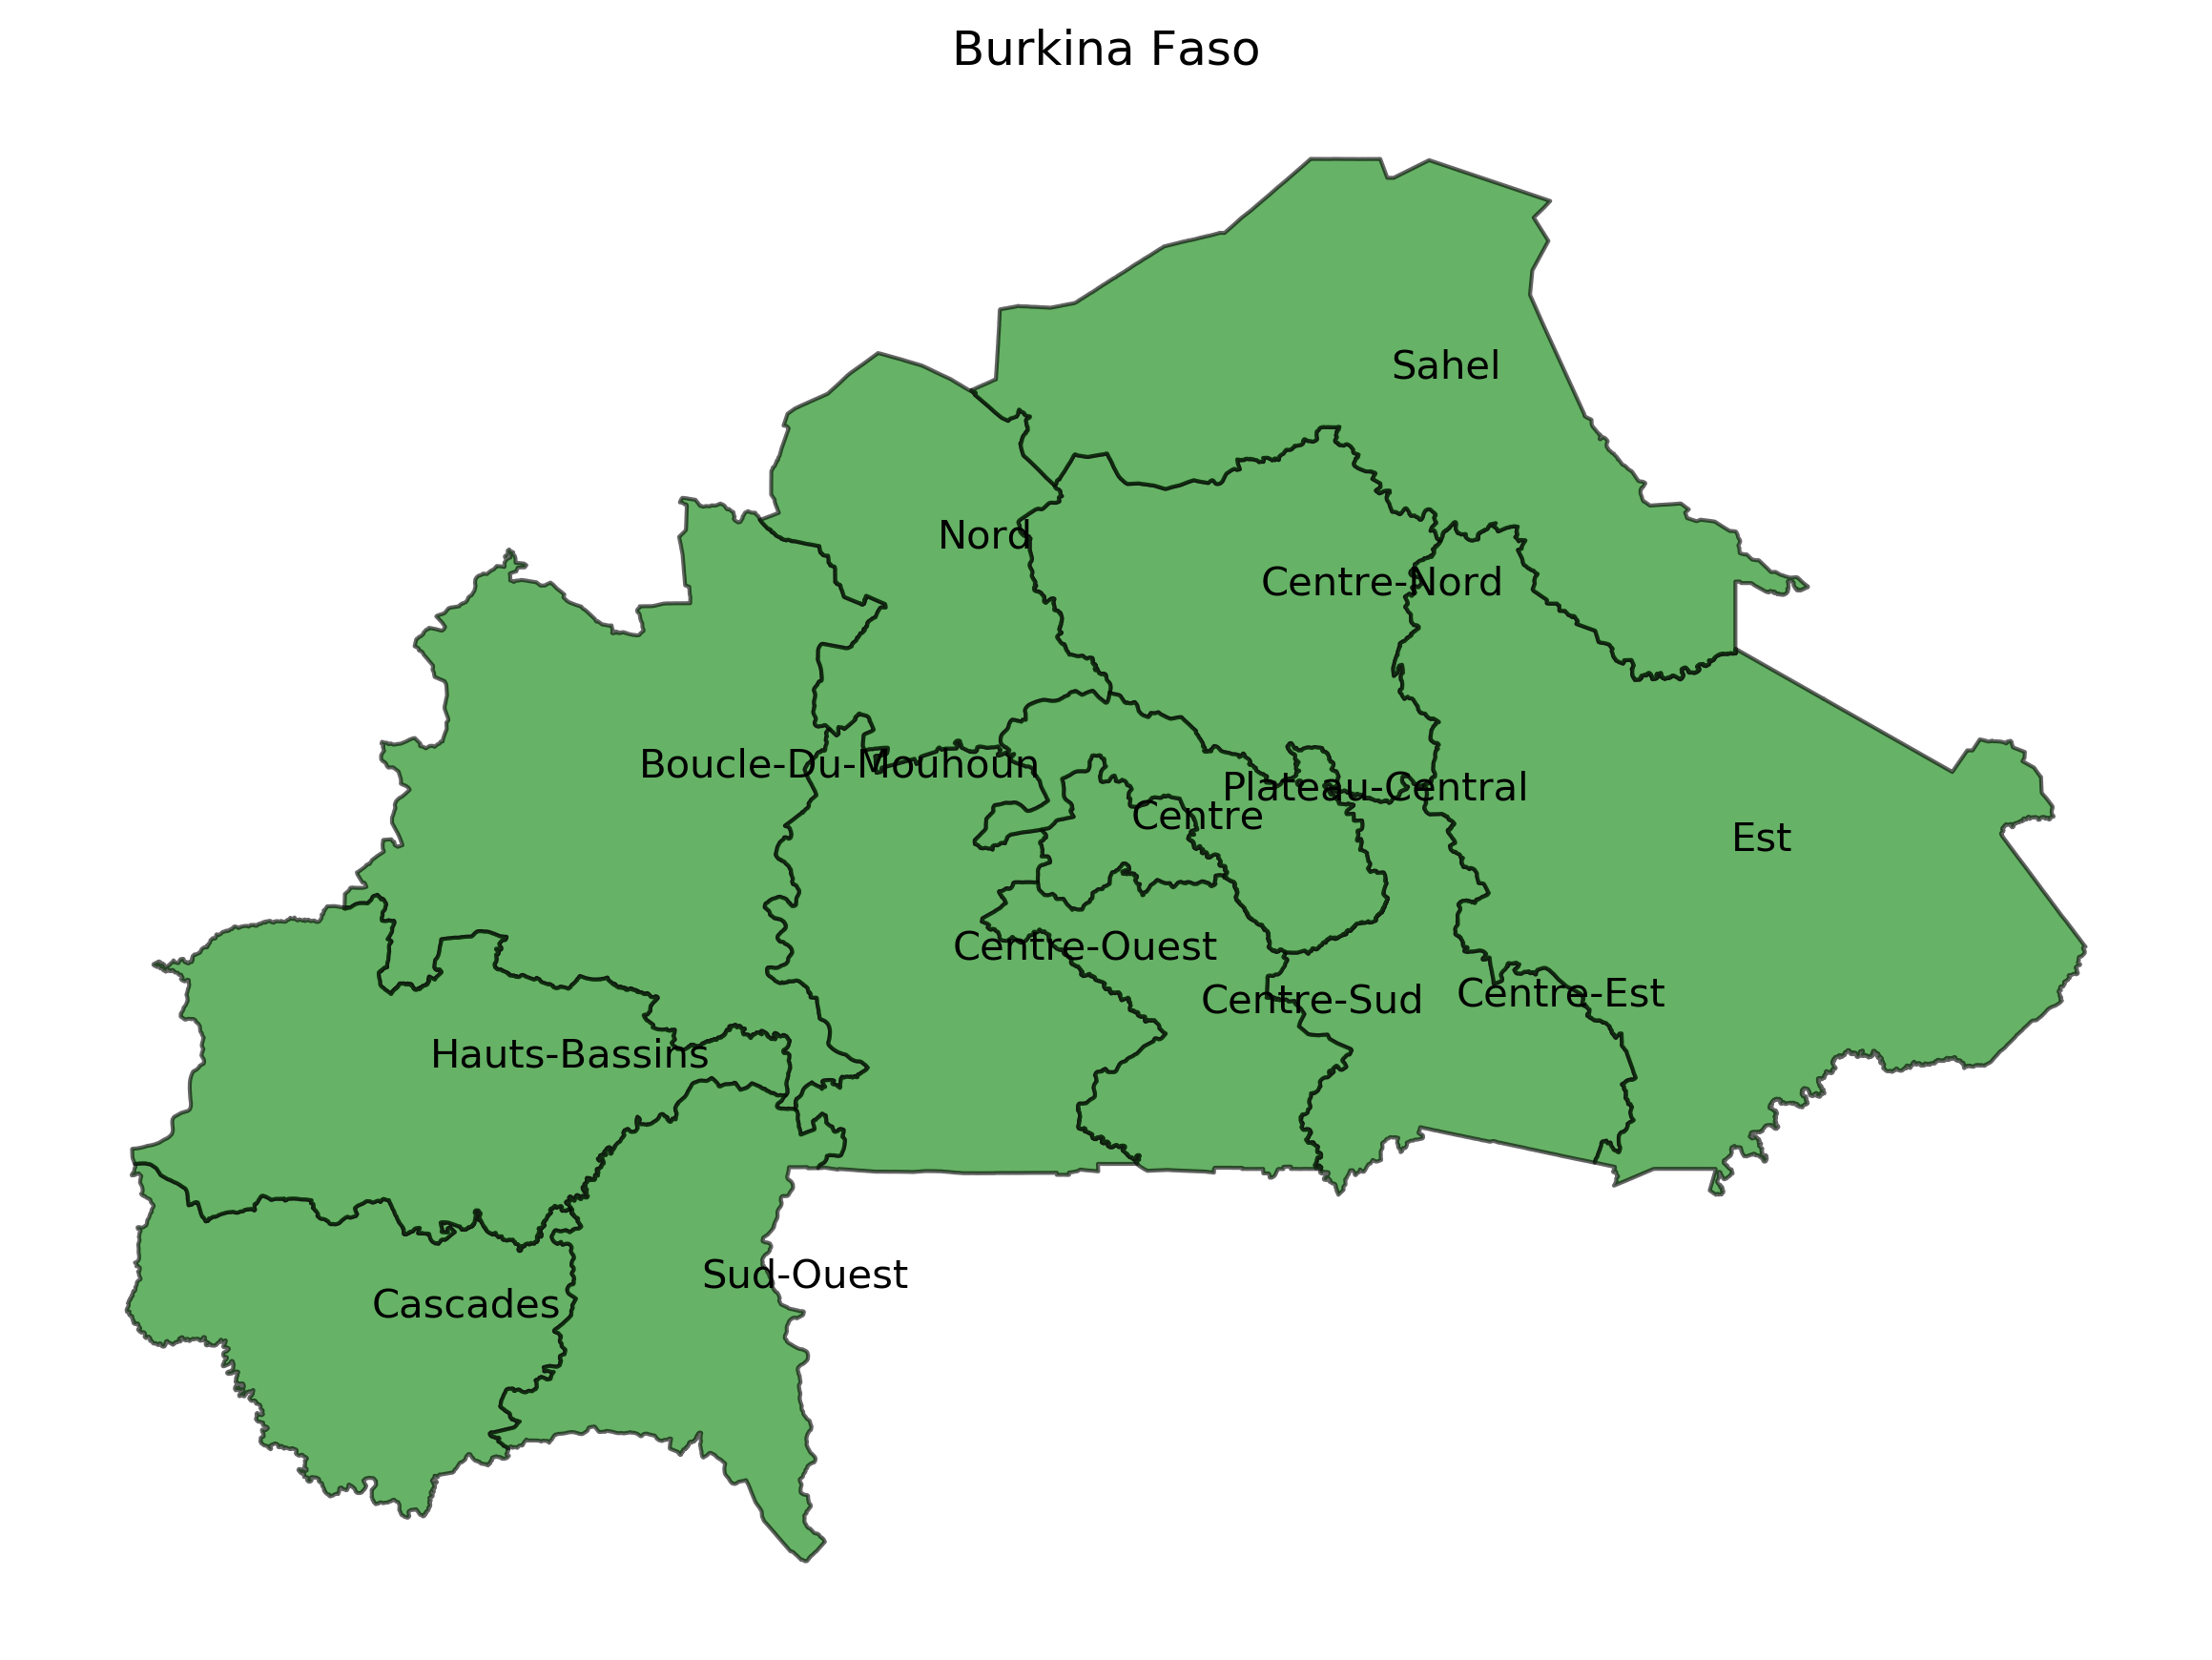 Burkina Faso
Sahel
Nord
Centre-Nord
Boucle-Du-Mouhoun
Plateau-Central
Centre
Est
Centre-Ouest
Centre-Sud
Centre-Est
Hauts-Bassins
Sud-Ouest
Cascades